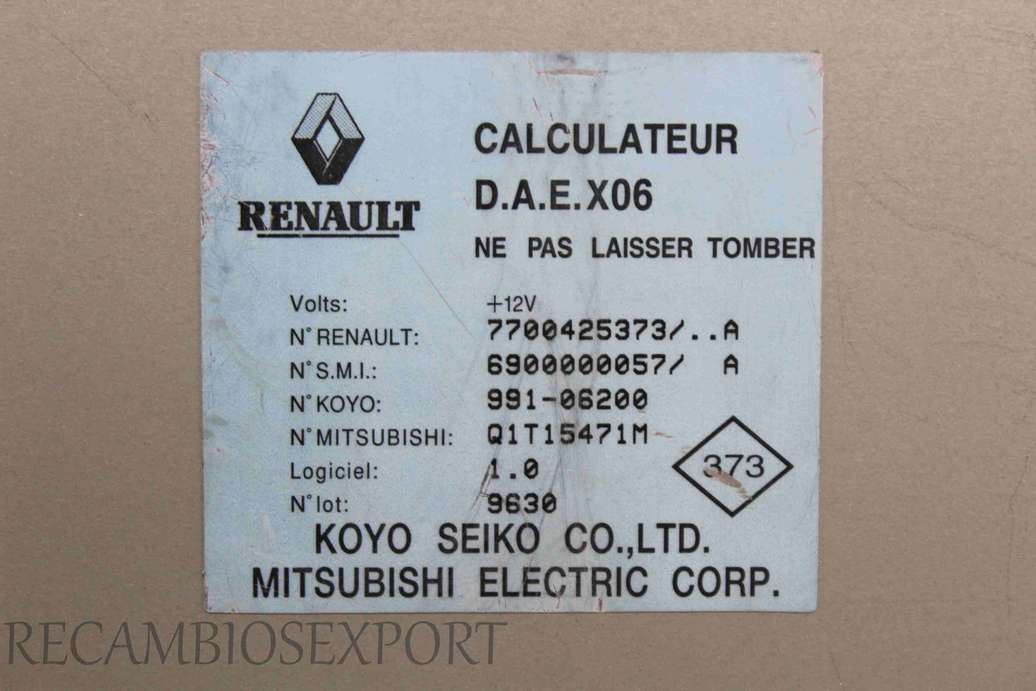 RENAULT
CALCULATEUR
D.A.E.X06
NE PAS LAISSER TOMBER
Volts: +12V
N° RENAULT: 7700425373/..A
N° S.M.I.: 6900000057/ A
N° KOYO: 991-06200
N° MITSUBISHI: Q1T15471M
Logiciel: 1.0
N° lot: 9630
373
KOYO SEIKO CO.,LTD.
MITSUBISHI ELECTRIC CORP.
RECAMBIOSEXPORT